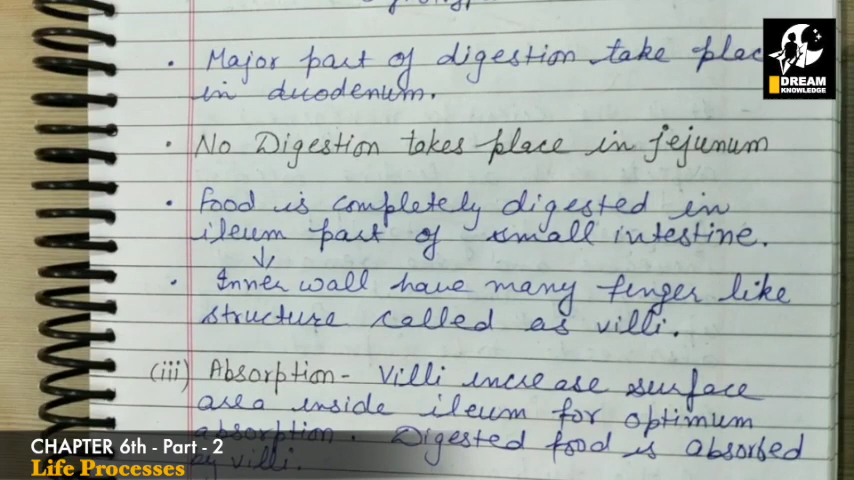 • Major part of digestion take plac
in duodenum.
DREAM
KNOWLEDGE
• No Digestion takes place in jejunum
• Food is completely digested in
ileum part of small intestine.
↓
• Inner wall have many finger like
structure called as villi.
(iii) Absorption - Villi increase surface
area inside ileum for optimum
absorption. Digested food is absorbed
by villi.
CHAPTER 6th - Part - 2
Life Processes